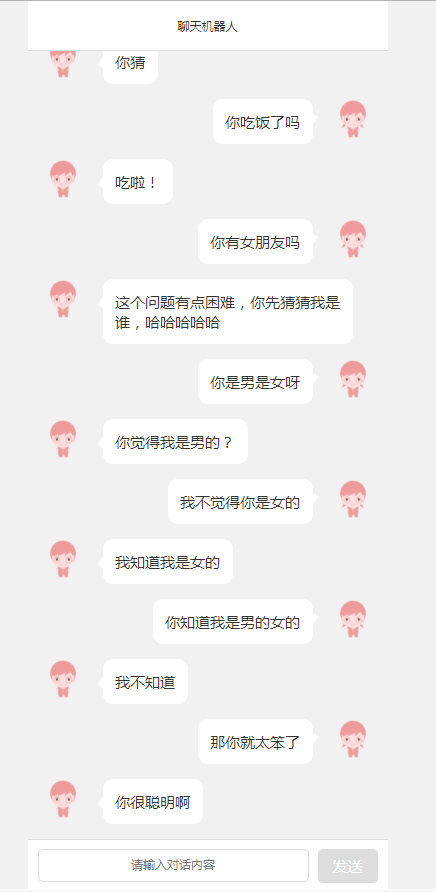 聊天机器人
你猜
你吃饭了吗
吃啦！
你有女朋友吗
这个问题有点困难，你先猜猜我是
谁，哈哈哈哈哈
你是男是女呀
你觉得我是男的？
我不觉得你是女的
我知道我是女的
你知道我是男的女的
我不知道
那你就太笨了
你很聪明啊
请输入对话内容
发送